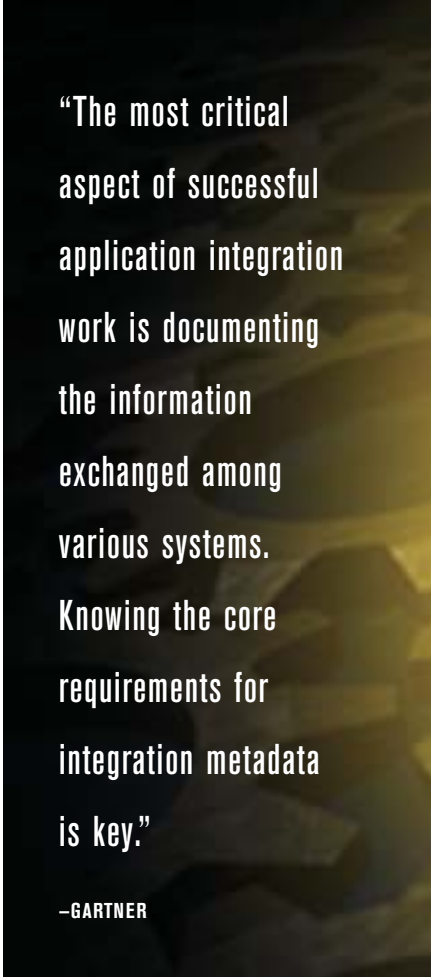 “The most critical
aspect of successful
application integration
work is documenting
the information
exchanged among
various systems.
Knowing the core
requirements for
integration metadata
is key.”
–GARTNER